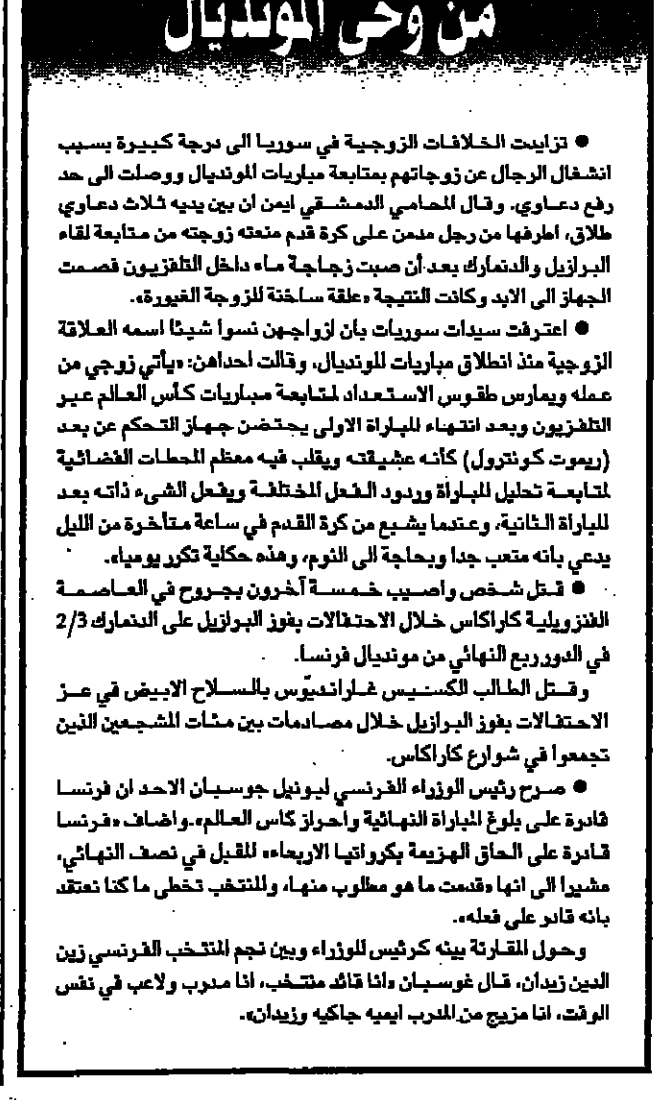 من وحي المونديال
● تزايدت الخلافات الزوجية في سوريا الى درجة كبيرة بسبب
انشغال الرجال عن زوجاتهم بمتابعة مباريات المونديال ووصلت الى حد
رفع دعاوي. وقال المحامي الدمشقي ايمن ان بين يديه ثلاث دعاوي
طلاق، اطرفها من رجل مدمن على كرة قدم منعته زوجته من متابعة لقاء
البرازيل والدنمارك بعد أن صبت زجاجة ماء داخل التلفزيون فصمت
الجهاز الى الابد وكانت النتيجة «علقة ساخنة للزوجة الغيورة».
● اعترفت سيدات سوريات بان ازواجهن نسوا شيئا اسمه العلاقة
الزوجية منذ انطلاق مباريات المونديال، وقالت احداهن: «يأتي زوجي من
عمله ويمارس طقوس الاستعداد لمتابعة مباريات كأس العالم عبر
التلفزيون وبعد انتهاء المباراة الاولى يحتضن جهاز التحكم عن بعد
(ريموت كونترول) كأنه عشيقته ويقلب فيه معظم المحطات الفضائية
لمتابعة تحليل المباراة وردود الفعل المختلفة ويفعل الشيء ذاته بعد
المباراة الثانية، وعندما يشبع من كرة القدم في ساعة متأخرة من الليل
يدعي بانه متعب جدا وبحاجة الى النوم، وهذه حكاية تكرر يوميا».
● قتل شخص واصيب خمسة آخرون بجروح في العاصمة
الفنزويلية كاراكاس خلال الاحتفالات بفوز البرازيل على الدنمارك 2/3
في الدور ربع النهائي من مونديال فرنسا.
وقتل الطالب الكسنيس غارانديوّس بالسلاح الابيض في عز
الاحتفالات بفوز البرازيل خلال مصادمات بين مئات المشجعين الذين
تجمعوا في شوارع كاراكاس.
● صرح رئيس الوزراء الفرنسي ليونيل جوسبان الاحد ان فرنسا
قادرة على بلوغ المباراة النهائية واحراز كاس العالم».واضاف «فرنسا
قادرة على الحاق الهزيمة بكرواتيا الاربعاء» المقبل في نصف النهائي،
مشيرا الى انها «قدمت ما هو مطلوب منها، والمنتخب تخطى ما كنا نعتقد
بانه قادر على فعله».
وحول المقارنة بينه كرئيس للوزراء وبين نجم المنتخب الفرنسي زين
الدين زيدان، قال غوسبان «انا قائد منتخب، انا مدرب ولاعب في نفس
الوقت، انا مزيج من المدرب ايميه جاكيه وزيدان».